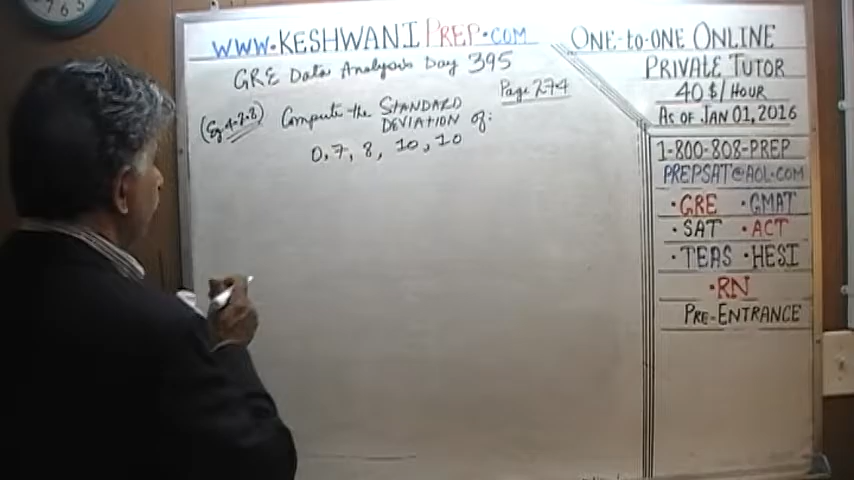 www.KESHWANIPREP.COM
GRE Data Analysis Day 395
Page 274
(Eg. 4.2.8) Compute the STANDARD
DEVIATION of:
0, 7, 8, 10, 10
ONE-to-ONE ONLINE
PRIVATE TUTOR
40 $/HOUR
AS OF JAN 01, 2016
1-800-808-PREP
PREPSAT@AOL.COM
•GRE •GMAT
•SAT •ACT
•TEAS •HESI
•RN
PRE-ENTRANCE